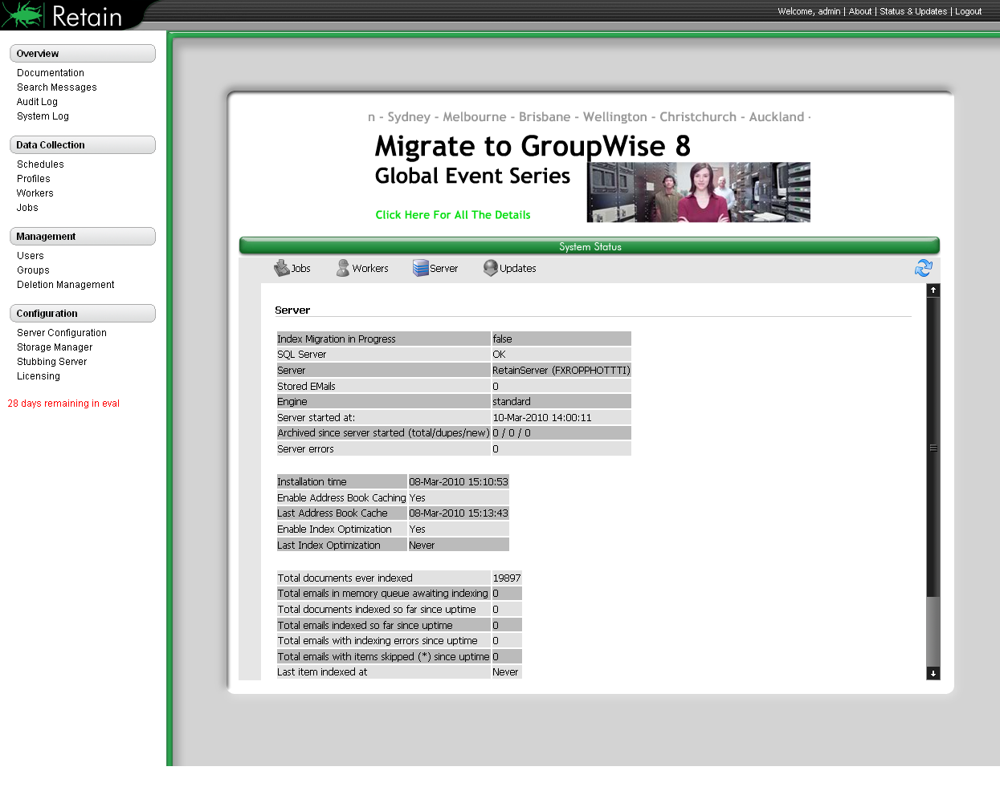 Retain
Welcome, admin | About | Status & Updates | Logout
Overview
Documentation
Search Messages
Audit Log
System Log
Data Collection
Schedules
Profiles
Workers
Jobs
Management
Users
Groups
Deletion Management
Configuration
Server Configuration
Storage Manager
Stubbing Server
Licensing
28 days remaining in eval
n - Sydney - Melbourne - Brisbane - Wellington - Christchurch - Auckland -
Migrate to GroupWise 8
Global Event Series
Click Here For All The Details
System Status
Jobs Workers Server Updates
Server
Index Migration in Progress false
SQL Server OK
Server RetainServer (FXROPPHOTTTI)
Stored EMails 0
Engine standard
Server started at: 10-Mar-2010 14:00:11
Archived since server started (total/dupes/new) 0 / 0 / 0
Server errors 0
Installation time 08-Mar-2010 15:10:53
Enable Address Book Caching Yes
Last Address Book Cache 08-Mar-2010 15:13:43
Enable Index Optimization Yes
Last Index Optimization Never
Total documents ever indexed 19897
Total emails in memory queue awaiting indexing 0
Total documents indexed so far since uptime 0
Total emails indexed so far since uptime 0
Total emails with indexing errors since uptime 0
Total emails with items skipped (*) since uptime 0
Last item indexed at Never